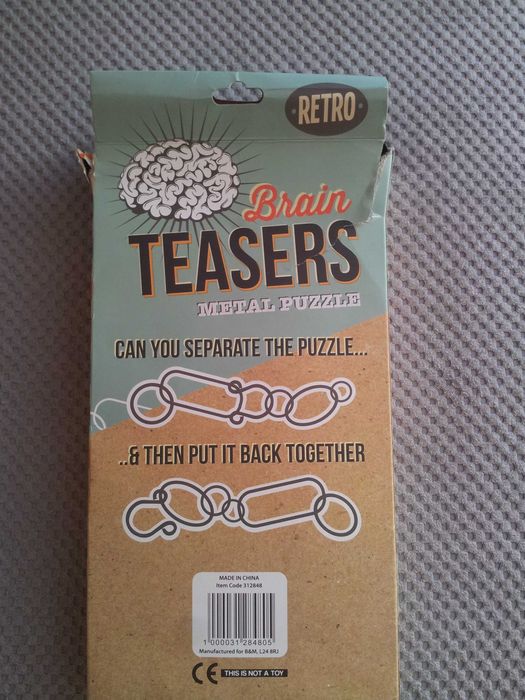 ·RETRO·
Brain
TEASERS
METAL PUZZLE
CAN YOU SEPARATE THE PUZZLE...
..& THEN PUT IT BACK TOGETHER
MADE IN CHINA
Item Code 312848
1 000031 284805
Manufactured for B&M, L24 8RJ
CE THIS IS NOT A TOY